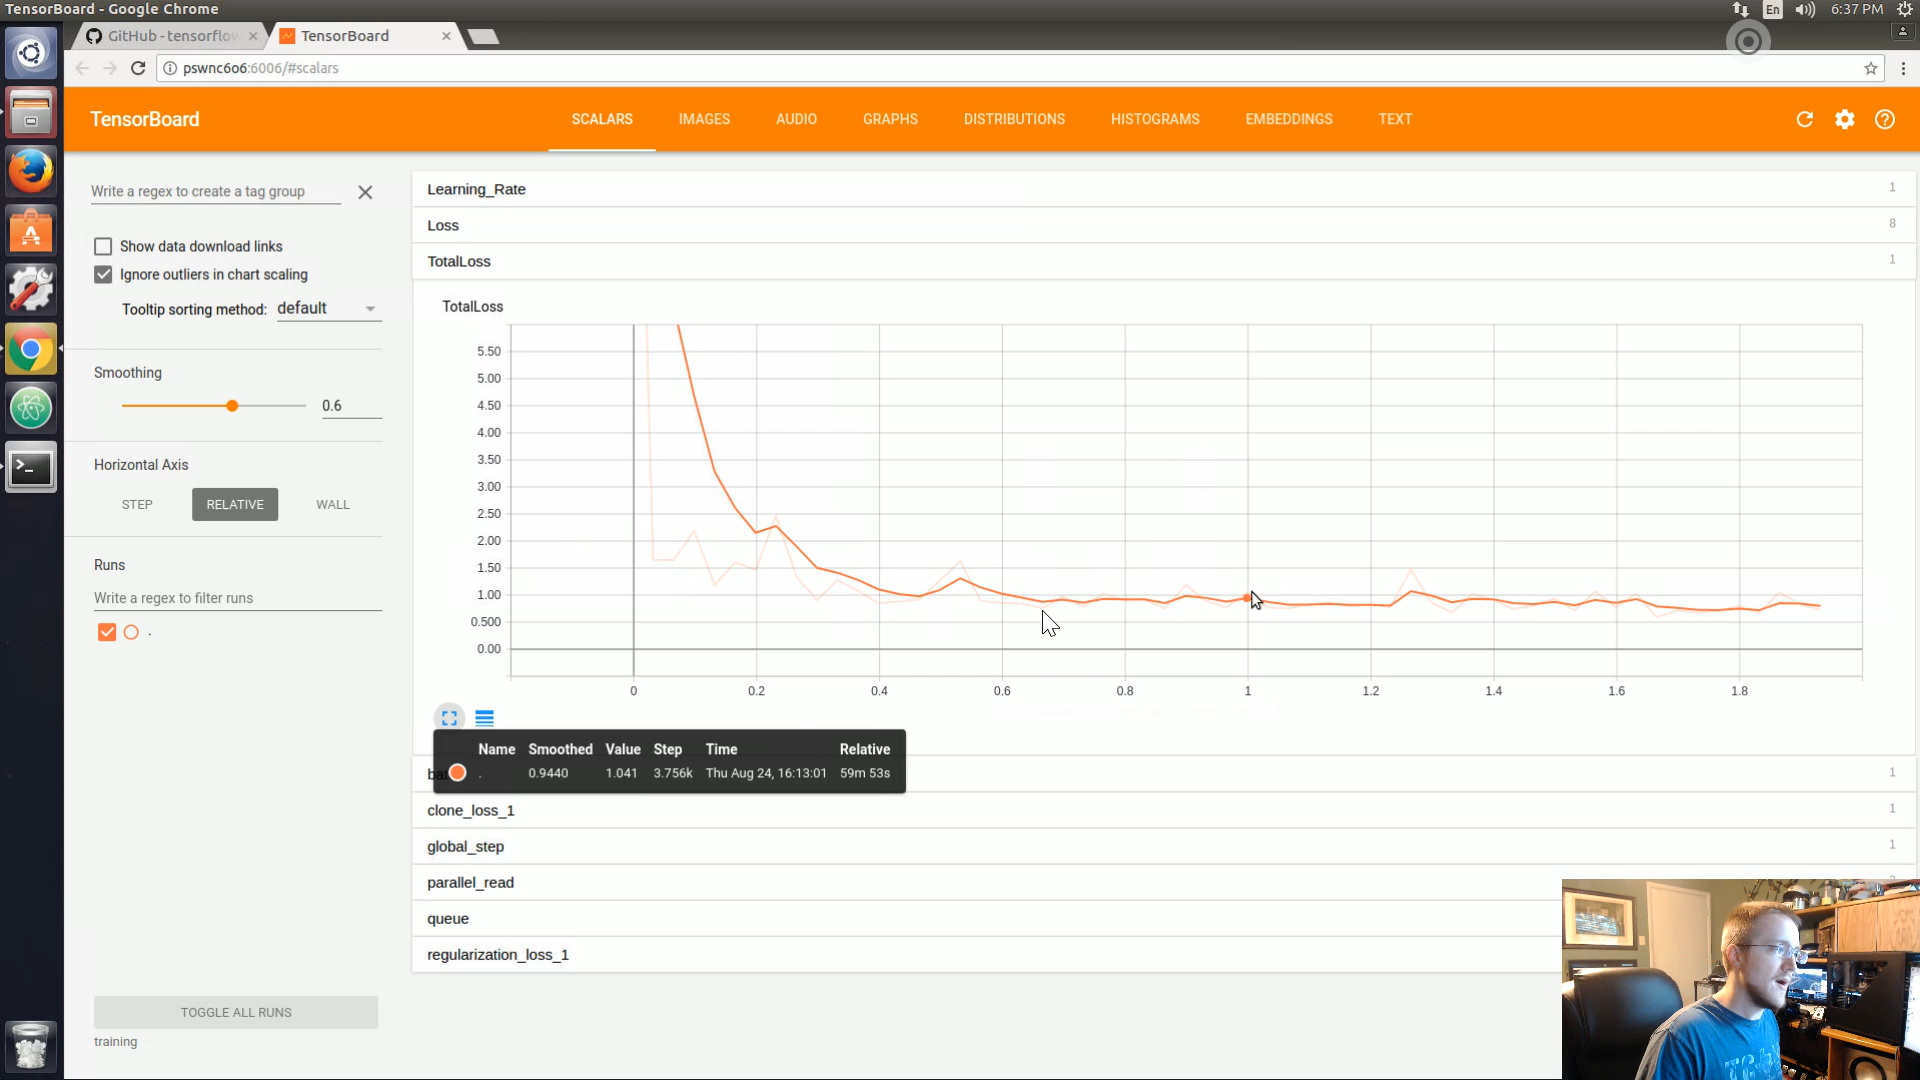 TensorBoard - Google Chrome
En
6:37 PM
GitHub - tensorflow
TensorBoard
pswnc6o6:6006/#scalars
TensorBoard
SCALARS
IMAGES
AUDIO
GRAPHS
DISTRIBUTIONS
HISTOGRAMS
EMBEDDINGS
TEXT
Write a regex to create a tag group
Show data download links
Ignore outliers in chart scaling
Tooltip sorting method: default
Smoothing
0.6
Horizontal Axis
STEP
RELATIVE
WALL
Runs
Write a regex to filter runs
.
TOGGLE ALL RUNS
training
Learning_Rate
1
Loss
8
TotalLoss
1
TotalLoss
5.50
5.00
4.50
4.00
3.50
3.00
2.50
2.00
1.50
1.00
0.500
0.00
0
0.2
0.4
0.6
0.8
1
1.2
1.4
1.6
1.8
Name Smoothed Value Step Time Relative
. 0.9440 1.041 3.756k Thu Aug 24, 16:13:01 59m 53s
1
clone_loss_1
1
global_step
1
parallel_read
queue
regularization_loss_1